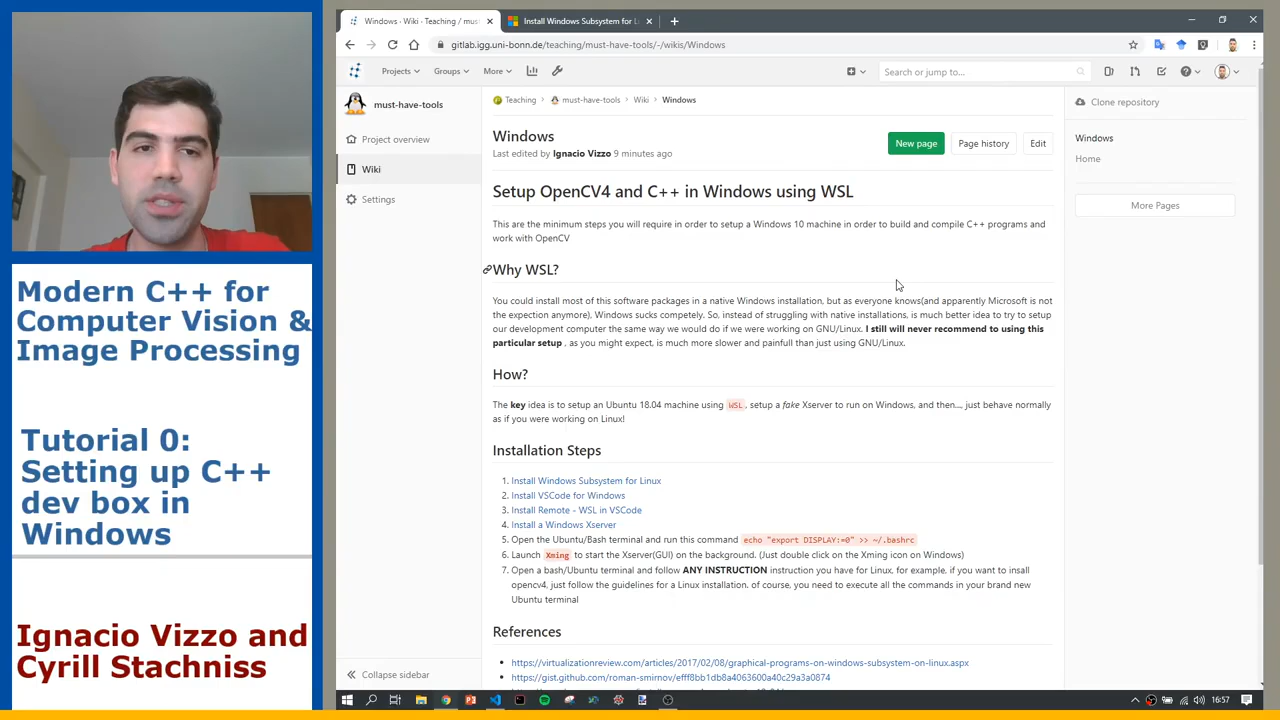 Windows · Wiki · Teaching / mus
Install Windows Subsystem for L
gitlab.igg.uni-bonn.de/teaching/must-have-tools/-/wikis/Windows
Projects
Groups
More
Search or jump to...
must-have-tools
Project overview
Wiki
Settings
Collapse sidebar
Teaching
must-have-tools
Wiki
Windows
Windows
Last edited by Ignacio Vizzo 9 minutes ago
New page
Page history
Edit
Setup OpenCV4 and C++ in Windows using WSL
This are the minimum steps you will require in order to setup a Windows 10 machine in order to build and compile C++ programs and
work with OpenCV
Why WSL?
You could install most of this software packages in a native Windows installation, but as everyone knows(and apparently Microsoft is not
the expection anymore), Windows sucks competely. So, instead of struggling with native installations, is much better idea to try to setup
our development computer the same way we would do if we were working on GNU/Linux. I still will never recommend to using this
particular setup . as you might expect, is much more slower and painfull than just using GNU/Linux.
How?
The key idea is to setup an Ubuntu 18.04 machine using WSL, setup a fake Xserver to run on Windows, and then..., just behave normally
as if you were working on Linux!
Installation Steps
1. Install Windows Subsystem for Linux
2. Install VSCode for Windows
3. Install Remote - WSL in VSCode
4. Install a Windows Xserver
5. Open the Ubuntu/Bash terminal and run this command echo "export DISPLAY:=0" >> ~/.bashrc
6. Launch Xming to start the Xserver(GUI) on the background. (Just double click on the Xming icon on Windows)
7. Open a bash/Ubuntu terminal and follow ANY INSTRUCTION instruction you have for Linux, for example, if you want to insall
opencv4, just follow the guidelines for a Linux installation. of course, you need to execute all the commands in your brand new
Ubuntu terminal
References
https://virtualizationreview.com/articles/2017/02/08/graphical-programs-on-windows-subsystem-on-linux.aspx
https://gist.github.com/roman-smirnov/efff8bb1db8a4063600a40c29a3a0874
Clone repository
Windows
Home
More Pages
16:57
Modern C++ for
Computer Vision &
Image Processing
Tutorial 0:
Setting up C++
dev box in
Windows
Ignacio Vizzo and
Cyrill Stachniss